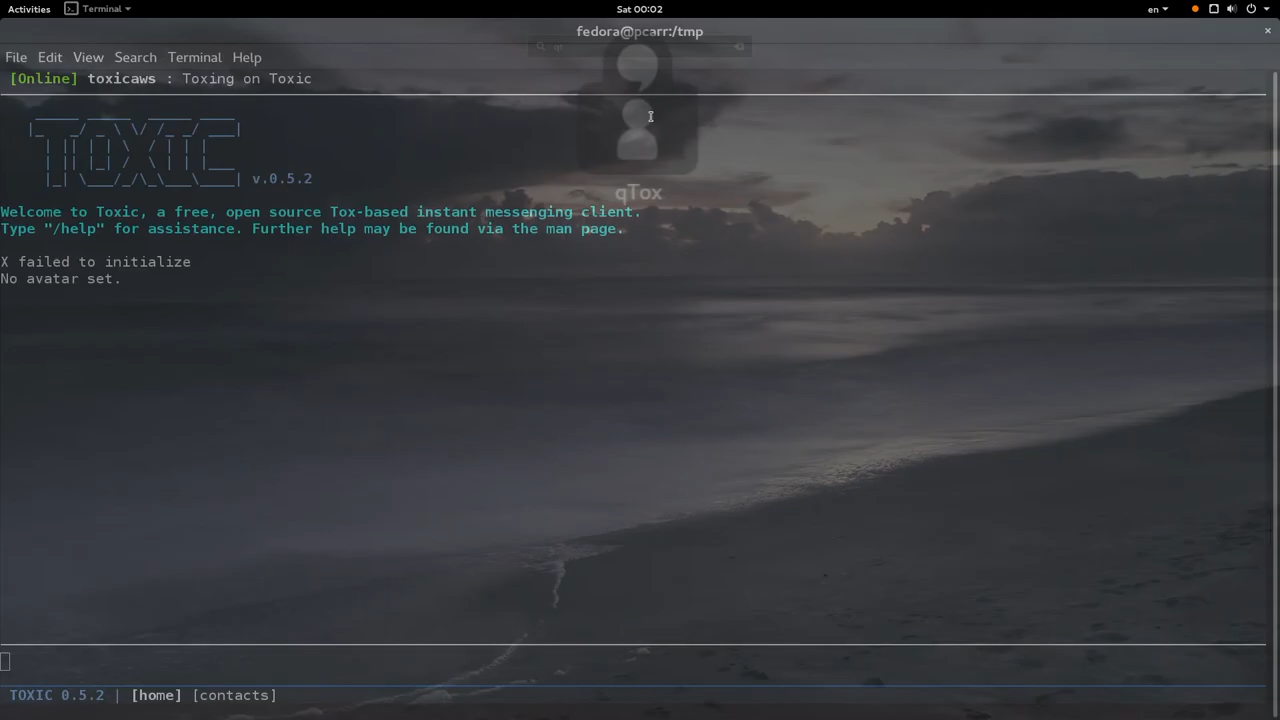 Activities Terminal Sat 00:02 en
fedora@pcarr:/tmp ×
qt
File Edit View Search Terminal Help
[Online] toxicaws : Toxing on Toxic
TOXIC v.0.5.2
qTox
Welcome to Toxic, a free, open source Tox-based instant messenging client.
Type "/help" for assistance. Further help may be found via the man page.
X failed to initialize
No avatar set.
TOXIC 0.5.2 | [home] [contacts]